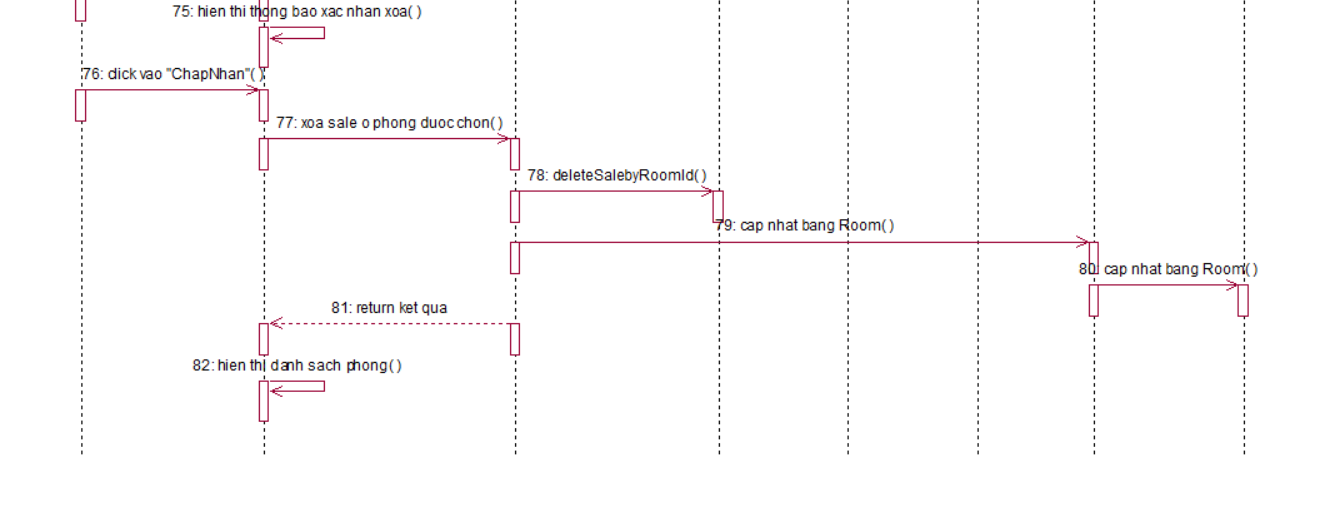 75: hien thi thong bao xac nhan xoa( )
76: click vao "ChapNhan"( )
77: xoa sale o phong duoc chon( )
78: deleteSalebyRoomId( )
79: cap nhat bang Room( )
80: cap nhat bang Room( )
81: return ket qua
82: hien thi danh sach phong( )